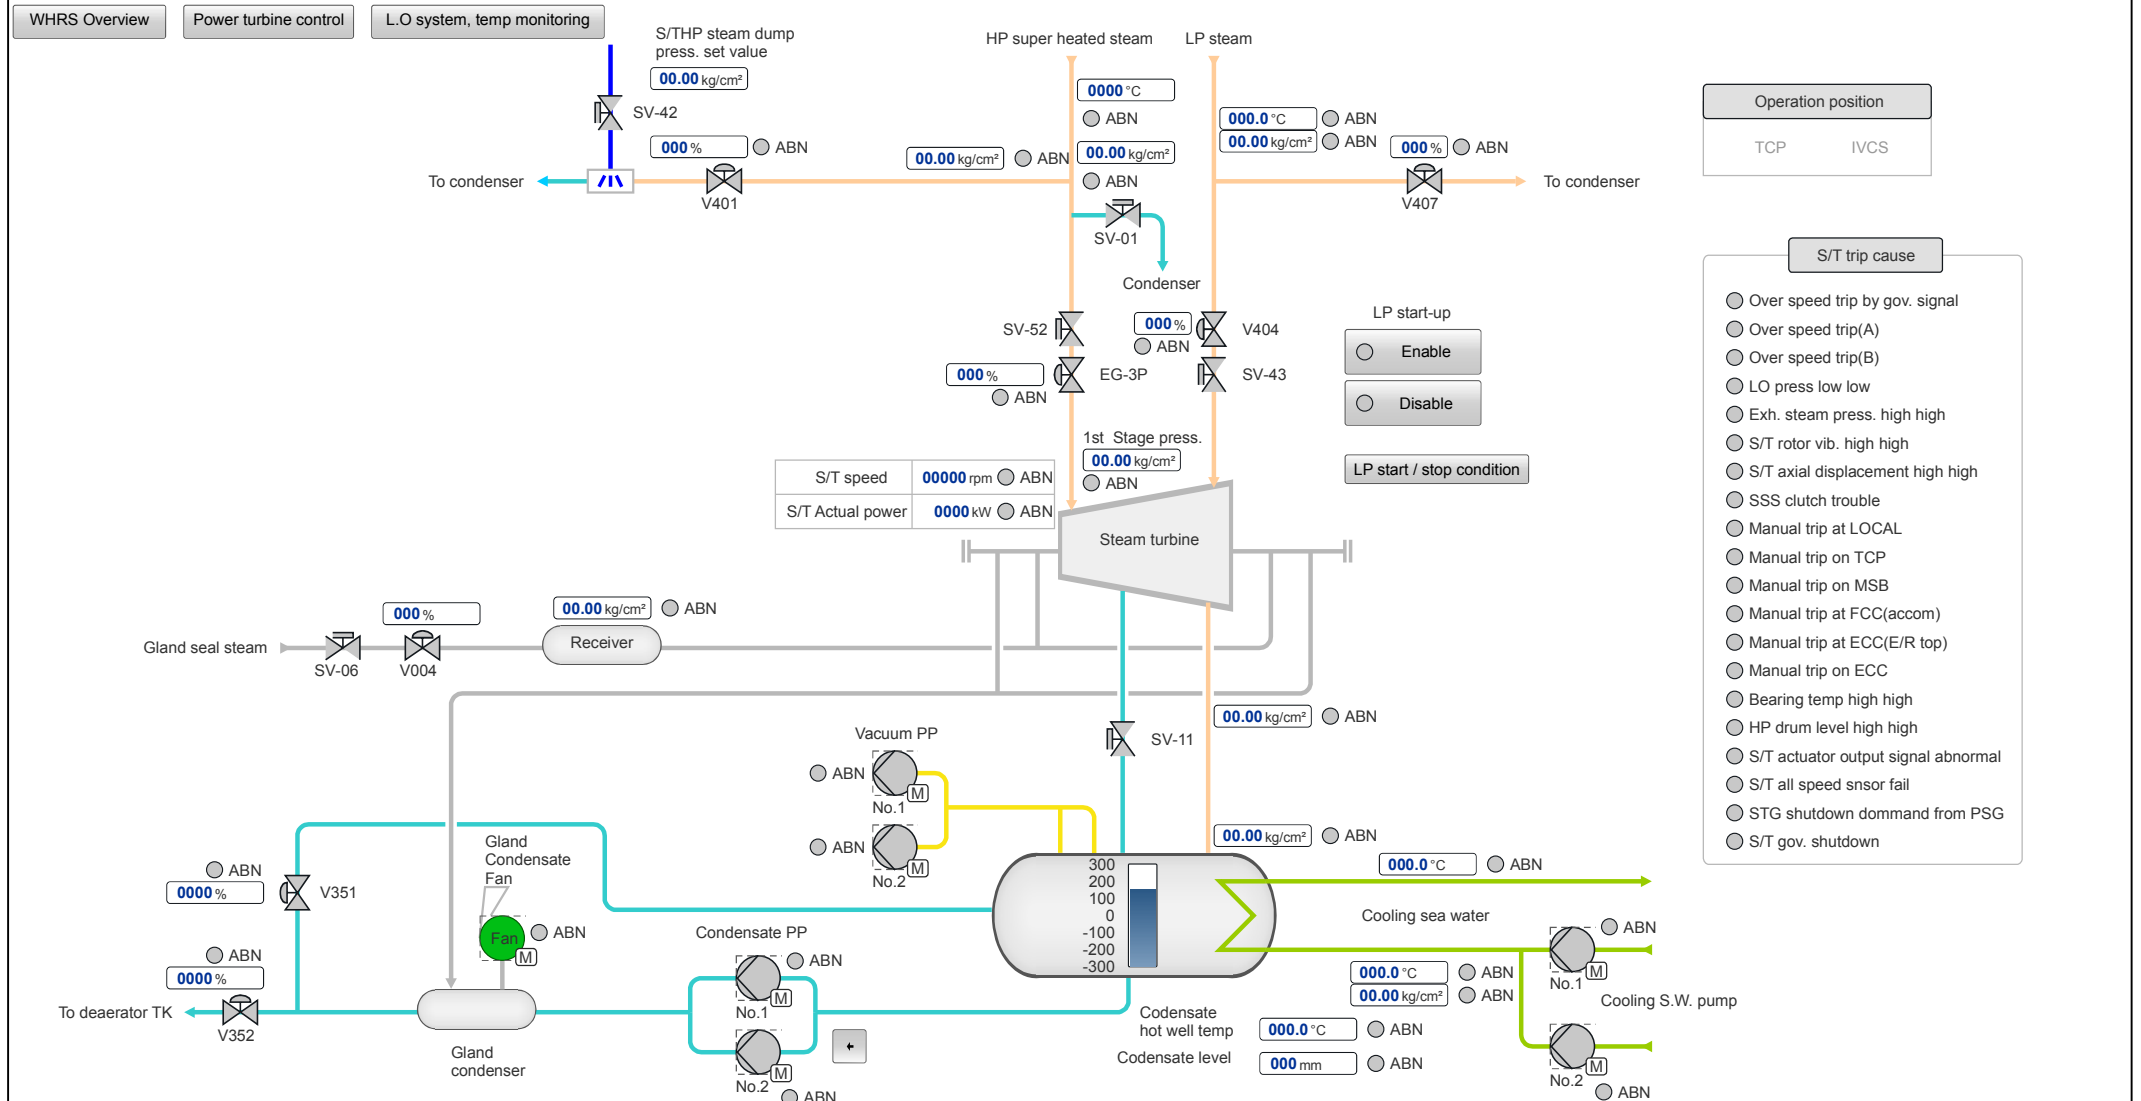 WHRS Overview
Power turbine control
L.O system, temp monitoring
S/THP steam dump
press. set value
00.00 kg/cm²
SV-42
000 %
ABN
To condenser
V401
HP super heated steam
LP steam
0000 °C
ABN
00.00 kg/cm²
ABN
00.00 kg/cm²
ABN
000.0 °C
ABN
00.00 kg/cm²
ABN
000 %
ABN
V407
To condenser
SV-01
Condenser
Operation position
TCP
IVCS
SV-52
000 %
ABN
V404
000 %
ABN
EG-3P
SV-43
LP start-up
Enable
Disable
LP start / stop condition
1st Stage press.
00.00 kg/cm²
ABN
S/T speed
00000 rpm
ABN
S/T Actual power
0000 kW
ABN
Steam turbine
S/T trip cause
Over speed trip by gov. signal
Over speed trip(A)
Over speed trip(B)
LO press low low
Exh. steam press. high high
S/T rotor vib. high high
S/T axial displacement high high
SSS clutch trouble
Manual trip at LOCAL
Manual trip on TCP
Manual trip on MSB
Manual trip at FCC(accom)
Manual trip at ECC(E/R top)
Manual trip on ECC
Bearing temp high high
HP drum level high high
S/T actuator output signal abnormal
S/T all speed snsor fail
STG shutdown dommand from PSG
S/T gov. shutdown
Gland seal steam
SV-06
000 %
V004
00.00 kg/cm²
ABN
Receiver
00.00 kg/cm²
ABN
SV-11
Vacuum PP
ABN
M
No.1
ABN
M
No.2
00.00 kg/cm²
ABN
300
200
100
0
-100
-200
-300
000.0 °C
ABN
Cooling sea water
ABN
M
No.1
Cooling S.W. pump
M
No.2
ABN
000.0 °C
ABN
00.00 kg/cm²
ABN
Codensate
hot well temp
000.0 °C
ABN
Codensate level
000 mm
ABN
ABN
0000 %
V351
ABN
0000 %
To deaerator TK
V352
Gland
Condensate
Fan
Fan
ABN
M
Gland
condenser
Condensate PP
ABN
M
No.1
M
No.2
ABN